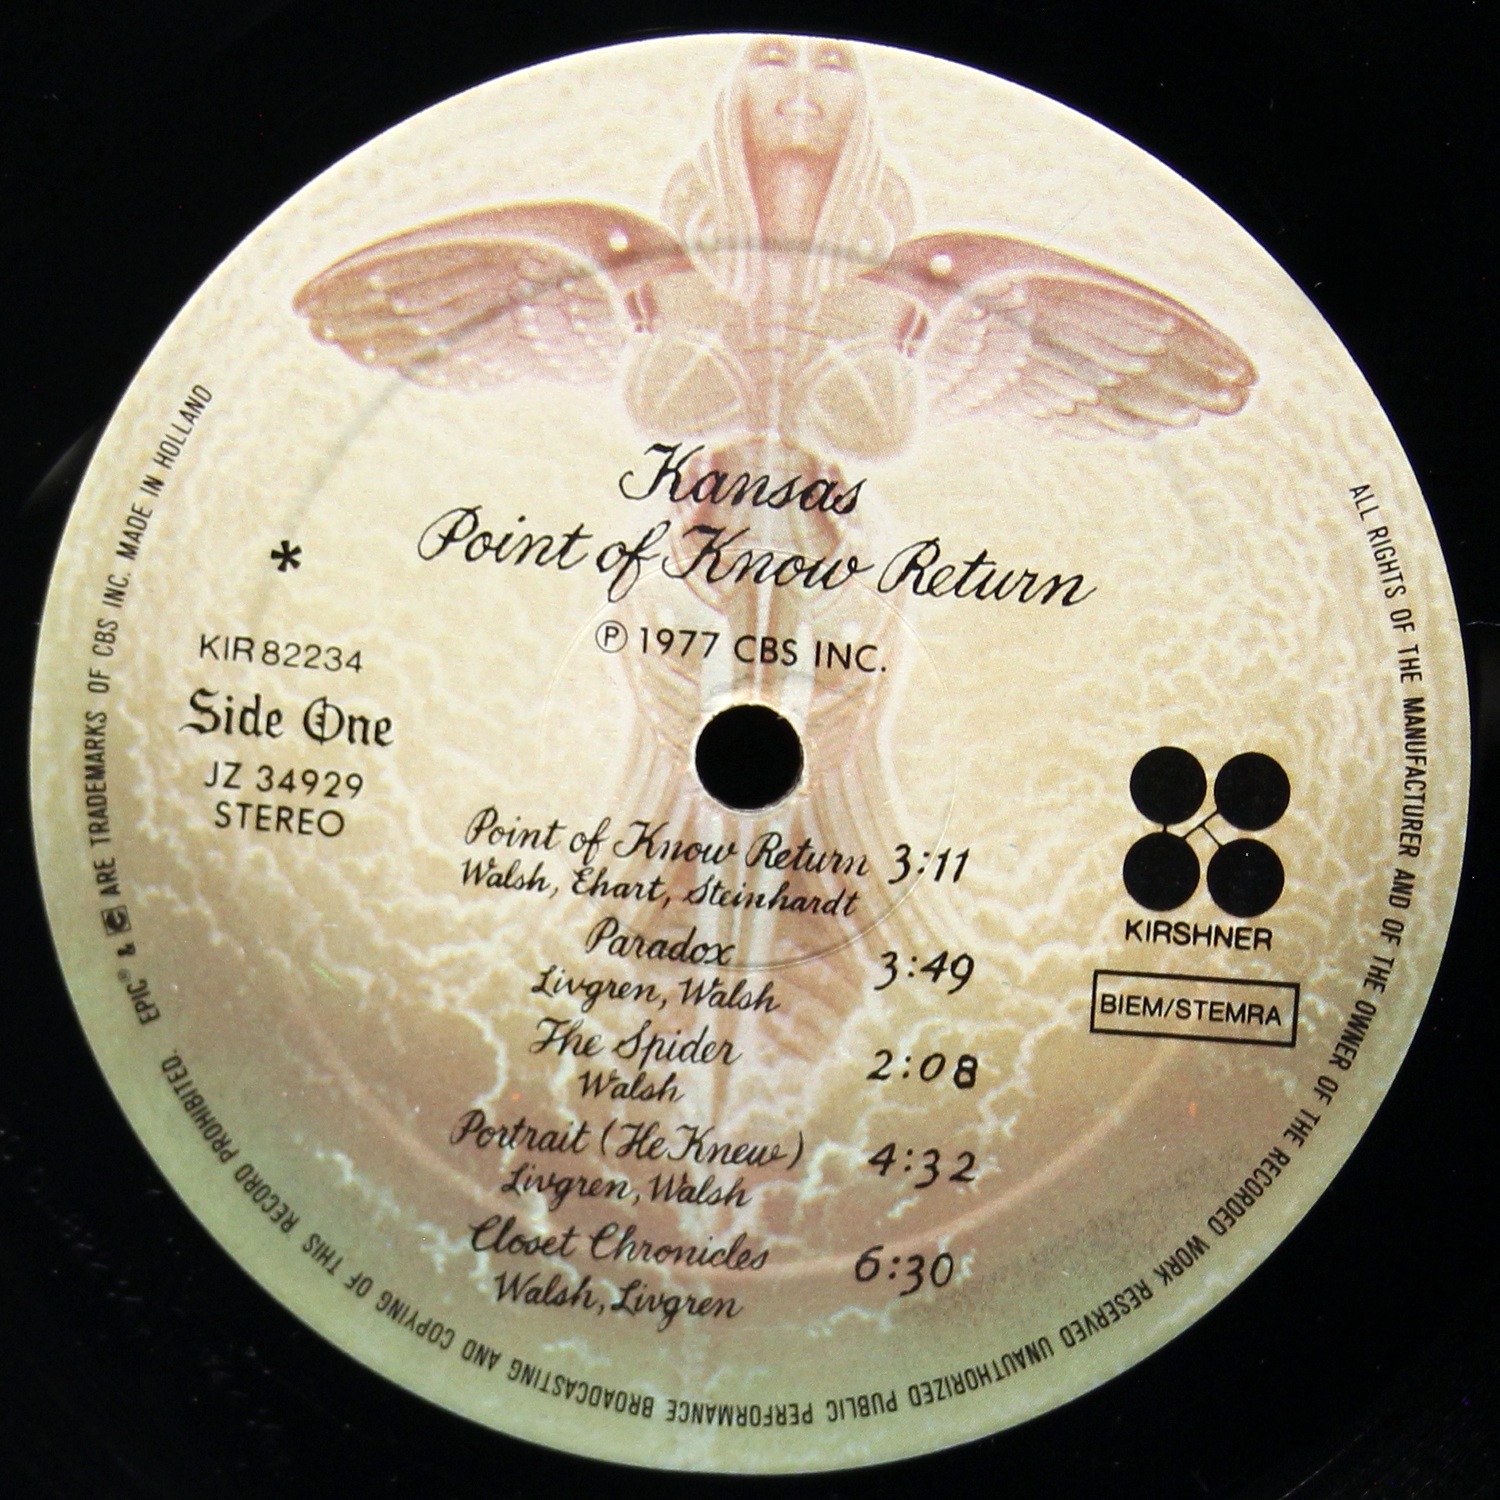 Kansas
Point of Know Return
℗ 1977 CBS INC.
*
KIR 82234
Side One
JZ 34929
STEREO
Point of Know Return 3:11
Walsh, Ehart, Steinhardt
Paradox 3:49
Livgren, Walsh
The Spider 2:08
Walsh
Portrait (He Knew) 4:32
Livgren, Walsh
Closet Chronicles 6:30
Walsh, Livgren
KIRSHNER
BIEM/STEMRA
ALL RIGHTS OF THE MANUFACTURER AND OF THE OWNER OF THE RECORDED WORK RESERVED UNAUTHORIZED PUBLIC PERFORMANCE BROADCASTING AND COPYING OF THIS RECORD PROHIBITED.
EPIC® & ARE TRADEMARKS OF CBS INC. MADE IN HOLLAND